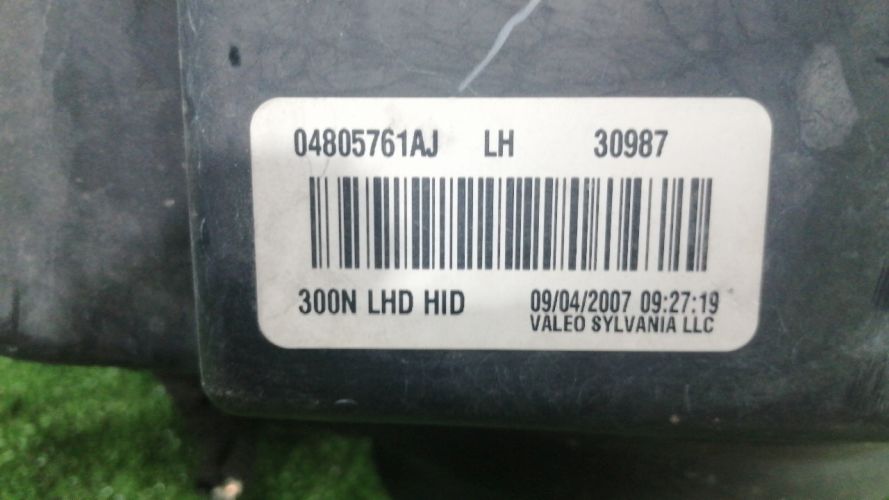 04805761AJ LH 30987
300N LHD HID 09/04/2007 09:27:19
VALEO SYLVANIA LLC